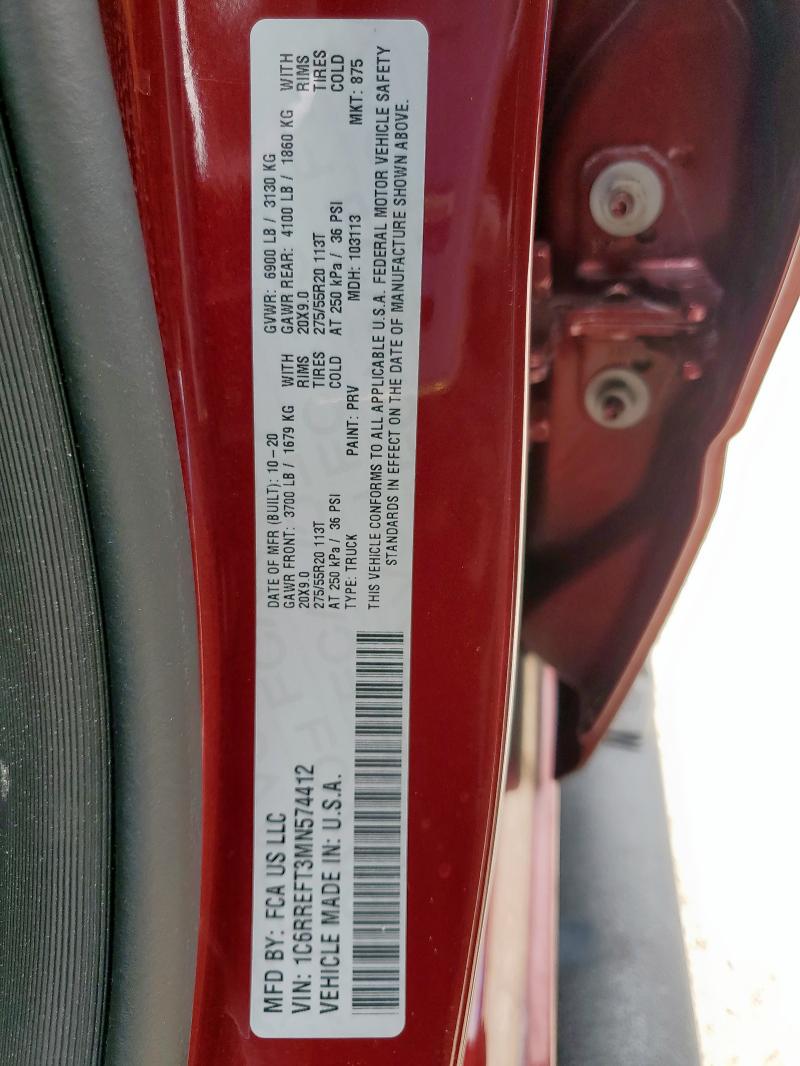 MFD BY: FCA US LLC
VIN: 1C6RREFT3MN574412
VEHICLE MADE IN: U.S.A.
DATE OF MFR (BUILT): 10-20
GAWR FRONT: 3700 LB / 1679 KG WITH
20X9.0 RIMS
275/55R20 113T TIRES
AT 250 kPa / 36 PSI COLD
GVWR: 6900 LB / 3130 KG
GAWR REAR: 4100 LB / 1860 KG WITH
20X9.0 RIMS
275/55R20 113T TIRES
AT 250 kPa / 36 PSI COLD
TYPE: TRUCK PAINT: PRV MDH: 103113 MKT: 875
THIS VEHICLE CONFORMS TO ALL APPLICABLE U.S.A. FEDERAL MOTOR VEHICLE SAFETY
STANDARDS IN EFFECT ON THE DATE OF MANUFACTURE SHOWN ABOVE.